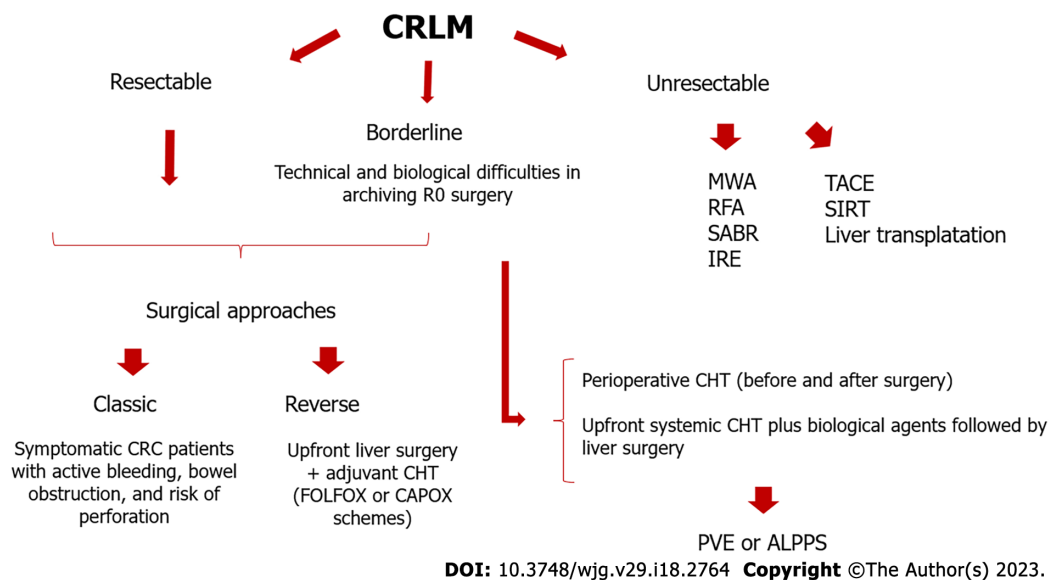 CRLM
Resectable
Borderline
Technical and biological difficulties in
archiving R0 surgery
Unresectable
MWA
RFA
SABR
IRE
TACE
SIRT
Liver transplatation
Surgical approaches
Classic
Symptomatic CRC patients
with active bleeding, bowel
obstruction, and risk of
perforation
Reverse
Upfront liver surgery
+ adjuvant CHT
(FOLFOX or CAPOX
schemes)
Perioperative CHT (before and after surgery)
Upfront systemic CHT plus biological agents followed by
liver surgery
PVE or ALPPS
DOI: 10.3748/wjg.v29.i18.2764 Copyright ©The Author(s) 2023.